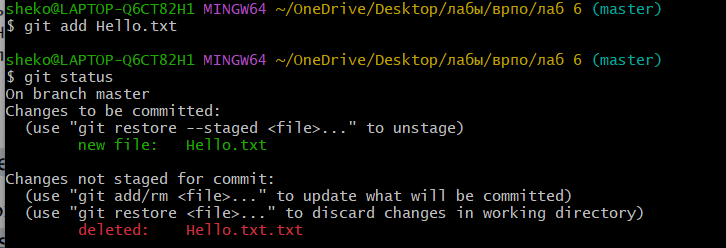 sheko@LAPTOP-Q6CT82H1 MINGW64 ~/OneDrive/Desktop/лабы/врпо/лаб 6 (master)
$ git add Hello.txt
sheko@LAPTOP-Q6CT82H1 MINGW64 ~/OneDrive/Desktop/лабы/врпо/лаб 6 (master)
$ git status
On branch master
Changes to be committed:
(use "git restore --staged <file>..." to unstage)
new file:   Hello.txt
Changes not staged for commit:
(use "git add/rm <file>..." to update what will be committed)
(use "git restore <file>..." to discard changes in working directory)
deleted:    Hello.txt.txt